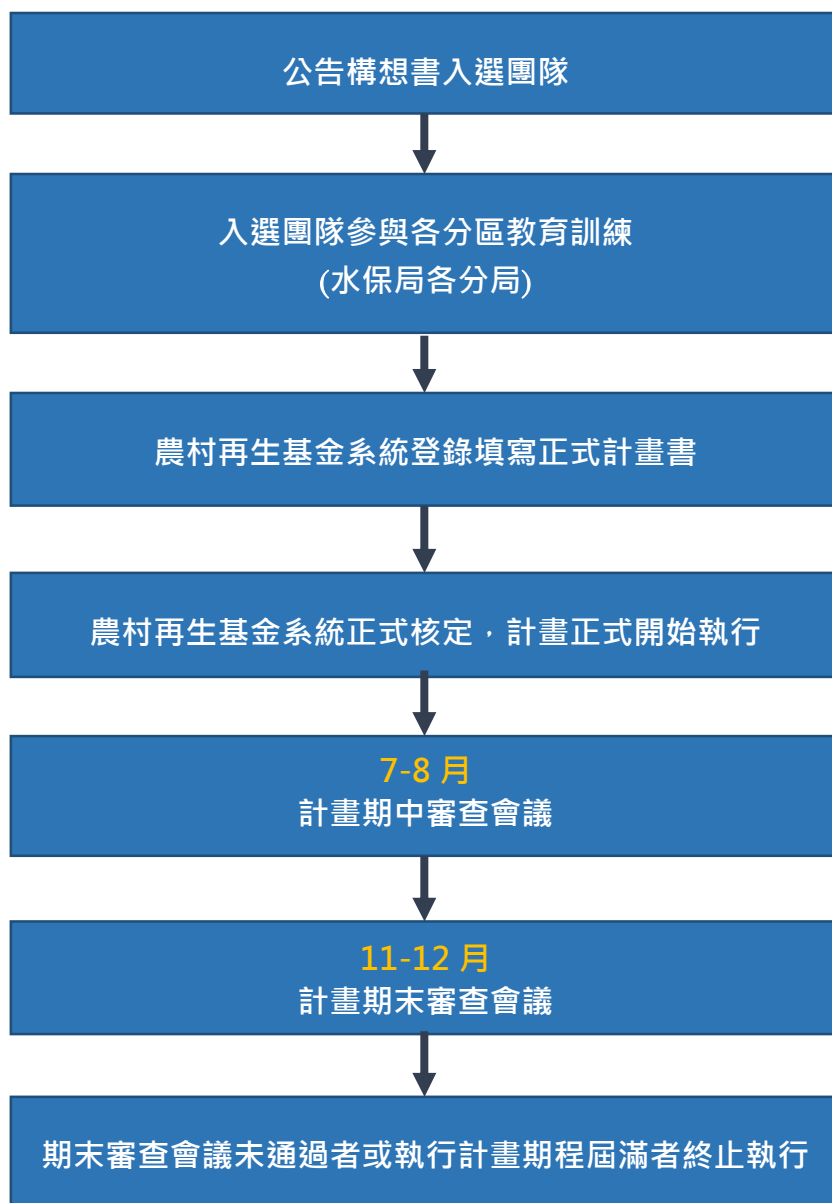 公告構想書入選團隊
入選團隊參與各分區教育訓練
(水保局各分局)
農村再生基金系統登錄填寫正式計畫書
農村再生基金系統正式核定，計畫正式開始執行
7-8 月
計畫期中審查會議
11-12 月
計畫期末審查會議
期末審查會議未通過者或執行計畫期程屆滿者終止執行